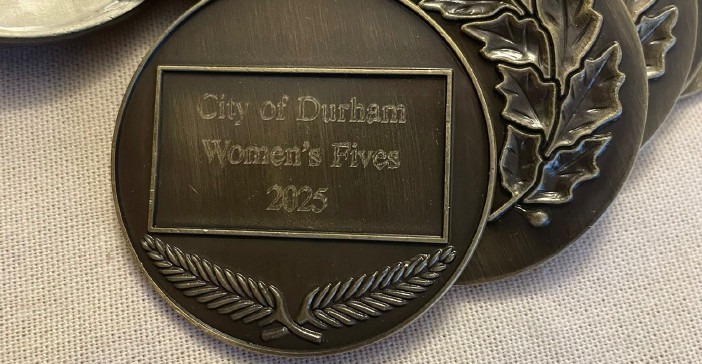 City of Durham
Women's Fives
2025